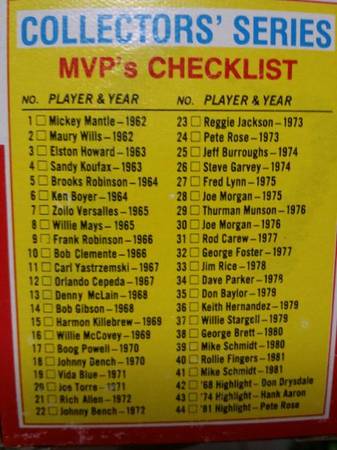 COLLECTORS' SERIES
MVP's CHECKLIST
NO. PLAYER & YEAR
1 Mickey Mantle - 1962
2 Maury Wills - 1962
3 Elston Howard - 1963
4 Sandy Koufax - 1963
5 Brooks Robinson - 1964
6 Ken Boyer - 1964
7 Zoilo Versalles - 1965
8 Willie Mays - 1965
9 Frank Robinson - 1966
10 Bob Clemente - 1966
11 Carl Yastrzemski - 1967
12 Orlando Cepeda - 1967
13 Denny McLain - 1968
14 Bob Gibson - 1968
15 Harmon Killebrew - 1969
16 Willie McCovey - 1969
17 Boog Powell - 1970
18 Johnny Bench - 1970
19 Vida Blue - 1971
20 Joe Torre - 1971
21 Rich Allen - 1972
22 Johnny Bench - 1972
NO. PLAYER & YEAR
23 Reggie Jackson - 1973
24 Pete Rose - 1973
25 Jeff Burroughs - 1974
26 Steve Garvey - 1974
27 Fred Lynn - 1975
28 Joe Morgan - 1975
29 Thurman Munson - 1976
30 Joe Morgan - 1976
31 Rod Carew - 1977
32 George Foster - 1977
33 Jim Rice - 1978
34 Dave Parker - 1978
35 Don Baylor - 1979
36 Keith Hernandez - 1979
37 Willie Stargell - 1979
38 George Brett - 1980
39 Mike Schmidt - 1980
40 Rollie Fingers - 1981
41 Mike Schmidt - 1981
42 '68 Highlight - Don Drysdale
43 '74 Highlight - Hank Aaron
44 '81 Highlight - Pete Rose